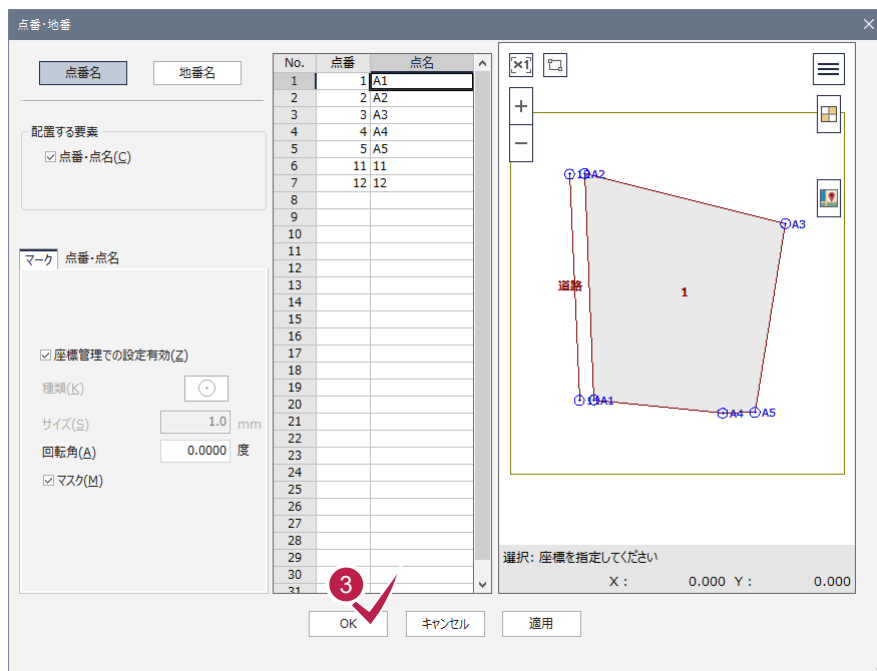 点番・地番
点番名 地番名
配置する要素
点番・点名(C)
マーク 点番・点名
座標管理での設定有効(Z)
種類(K)
サイズ(S) 1.0 mm
回転角(A) 0.0000 度
マスク(M)
No. 点番 点名
1 1 A1
2 2 A2
3 3 A3
4 4 A4
5 5 A5
6 11 11
7 12 12
8
9
10
11
12
13
14
15
16
17
18
19
20
21
22
23
24
25
26
27
28
29
30
31
×1
+
−
A2
A3
道路
1
A1
A4 A5
選択: 座標を指定してください
X : 0.000 Y : 0.000
3
OK キャンセル 適用